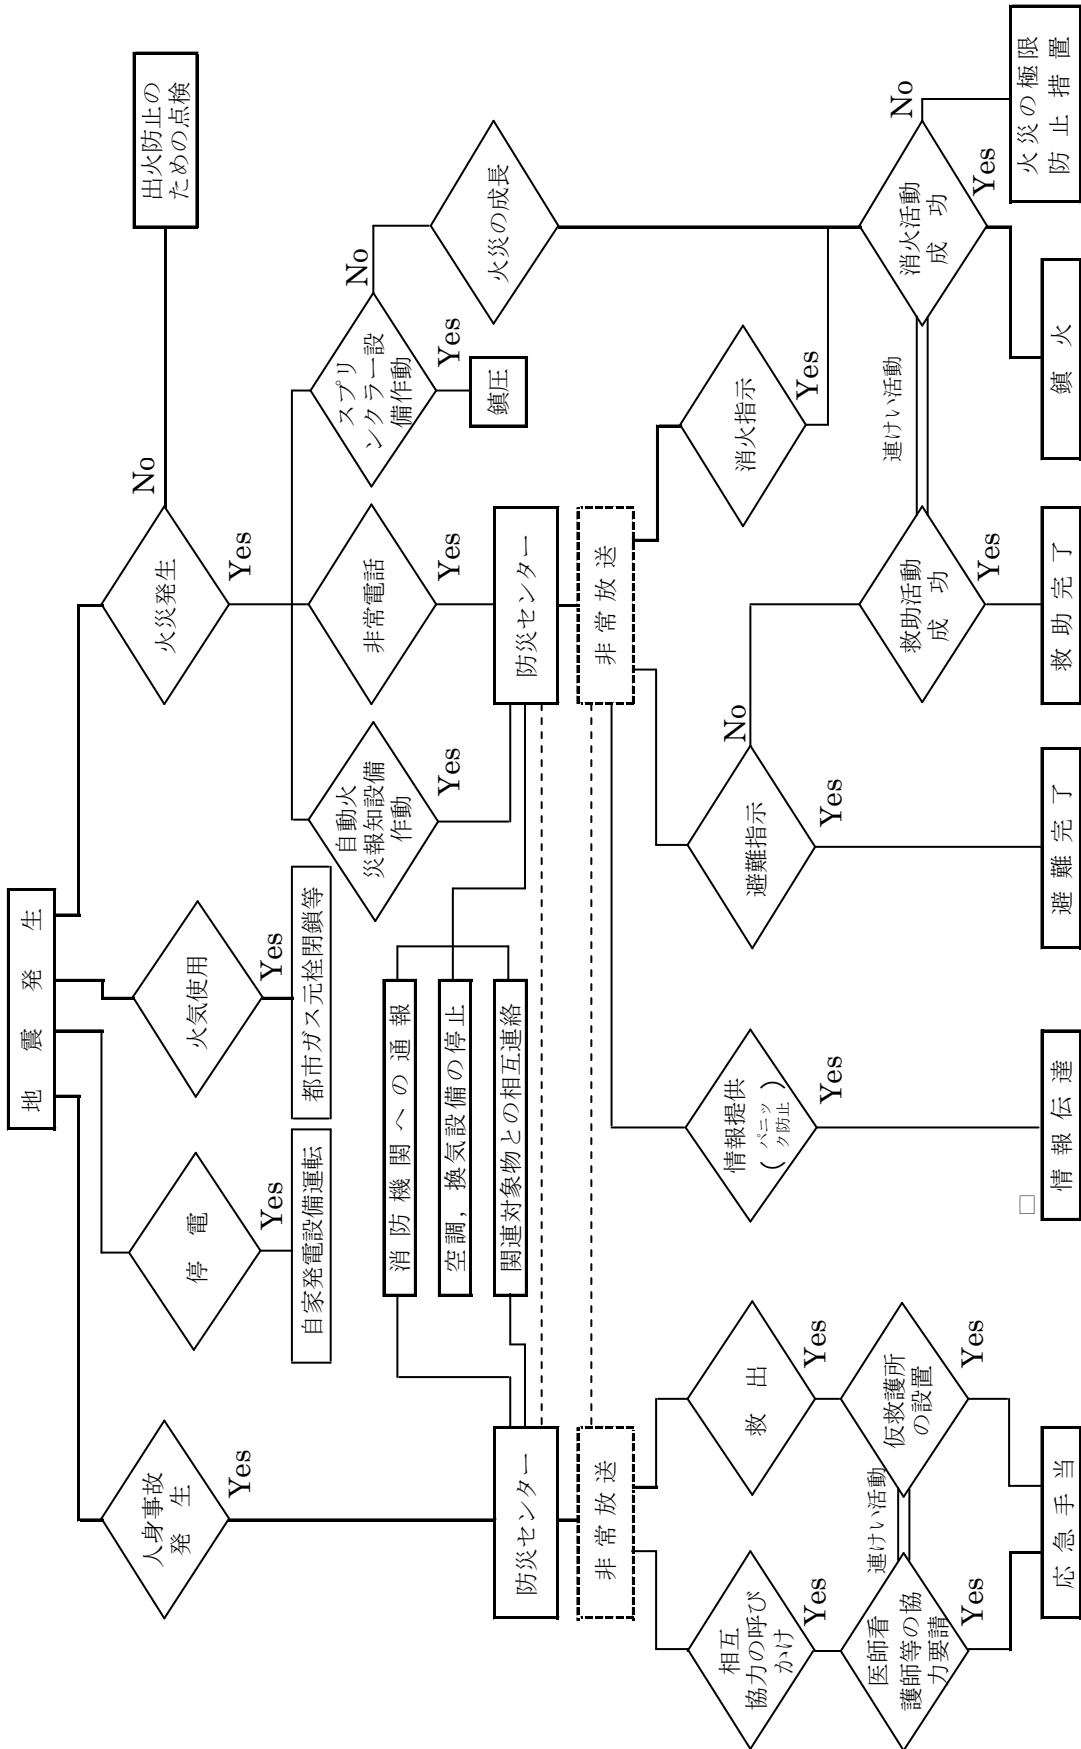 地震発生
人身事故
発生
Yes
停電
Yes
自家発電設備運転
火気使用
Yes
都市ガス元栓閉鎖等
火災発生
No
出火防止の
ための点検
Yes
自動火
災報知設備
作動
Yes
非常電話
Yes
スプリ
ンクラー設
備作動
No
Yes
鎮圧
火災の成長
消防機関への通報
空調，換気設備の停止
関連対象物との相互連絡
防災センター
防災センター
非常放送
非常放送
相互
協力の呼び
かけ
Yes
救出
Yes
医師看
護師等の協
力要請
Yes
連けい活動
仮救護所
の設置
Yes
応急手当
情報提供
（パニッ
ク防止）
Yes
情報伝達
避難指示
No
Yes
避難完了
消火指示
Yes
救助活動
成功
Yes
救助完了
連けい活動
消火活動
成功
No
Yes
鎮火
火災の極限
防止措置